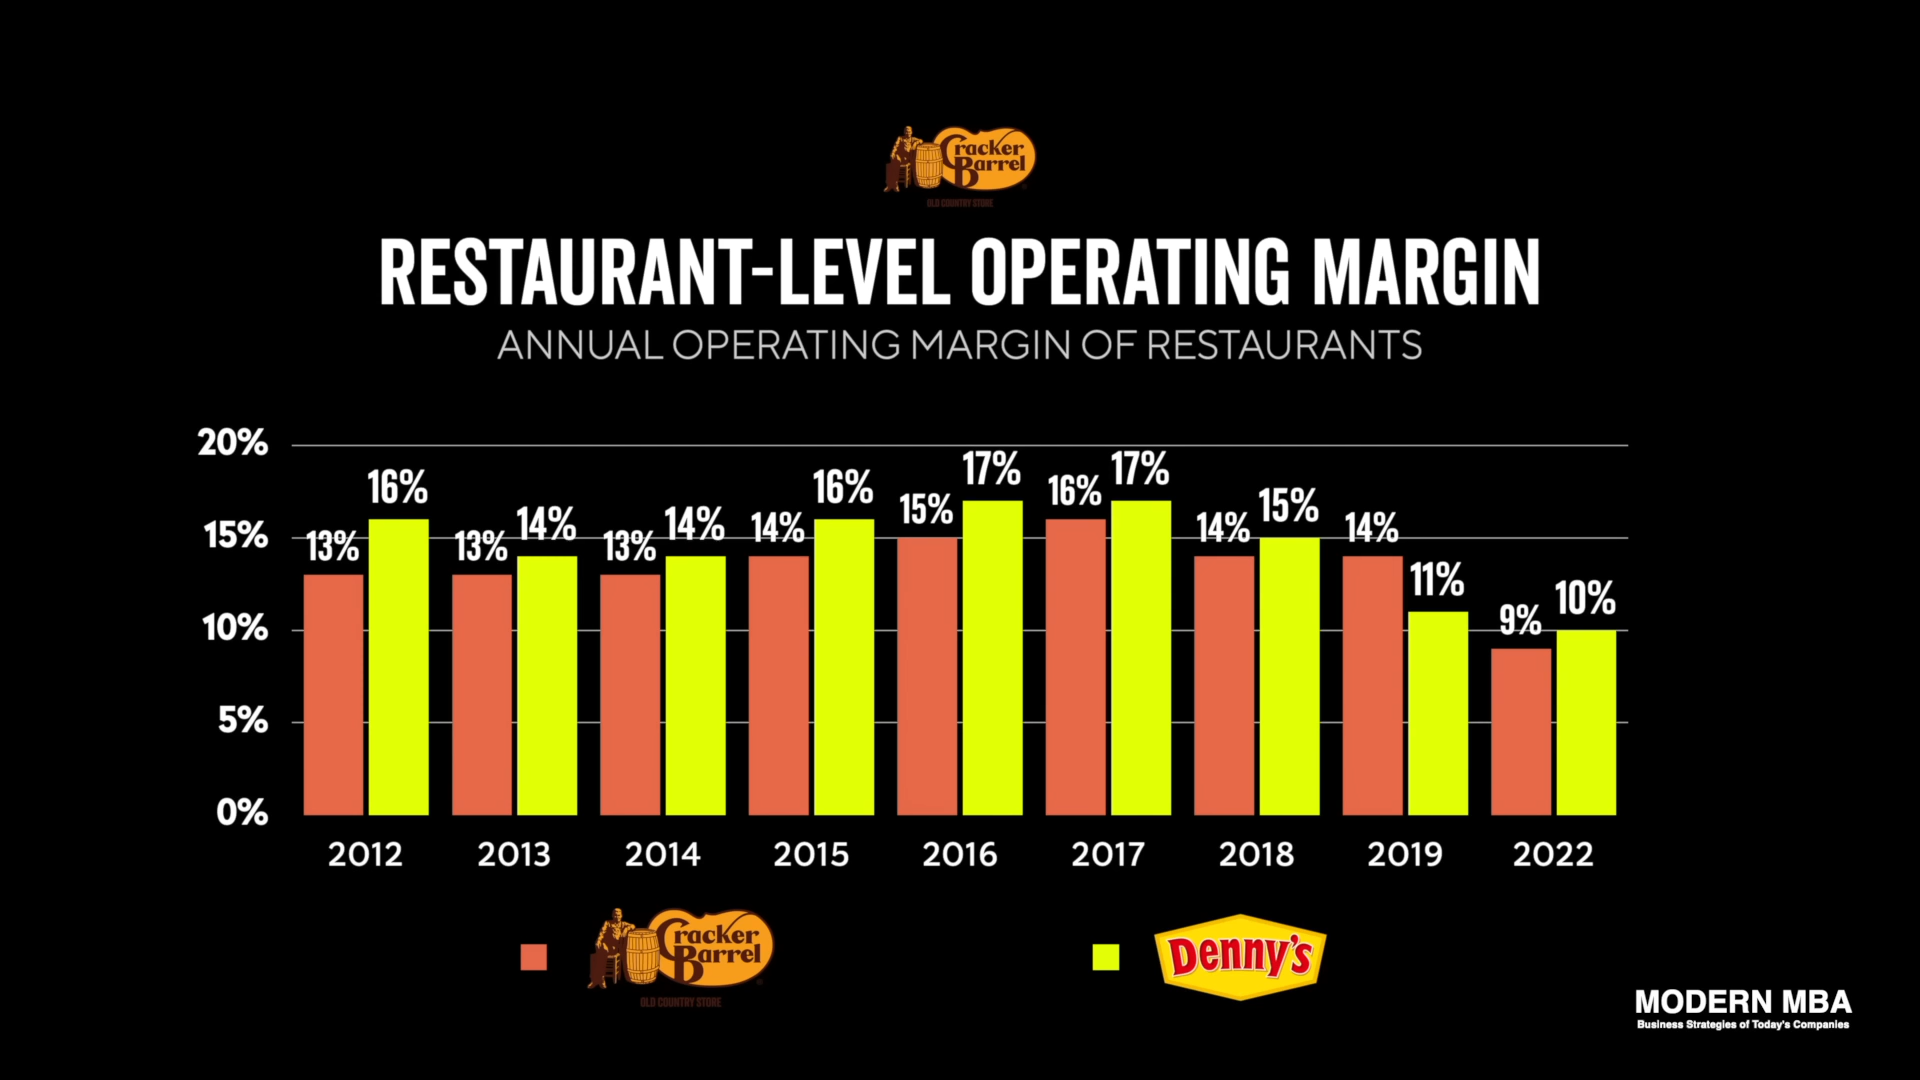 Cracker
Barrel
OLD COUNTRY STORE
RESTAURANT-LEVEL OPERATING MARGIN
ANNUAL OPERATING MARGIN OF RESTAURANTS
20%
15%
10%
5%
0%
13% 16%
13% 14%
13% 14%
14% 16%
15% 17%
16% 17%
14% 15%
14% 11%
9% 10%
2012 2013 2014 2015 2016 2017 2018 2019 2022
Cracker
Barrel
OLD COUNTRY STORE
Denny's
MODERN MBA
Business Strategies of Today's Companies